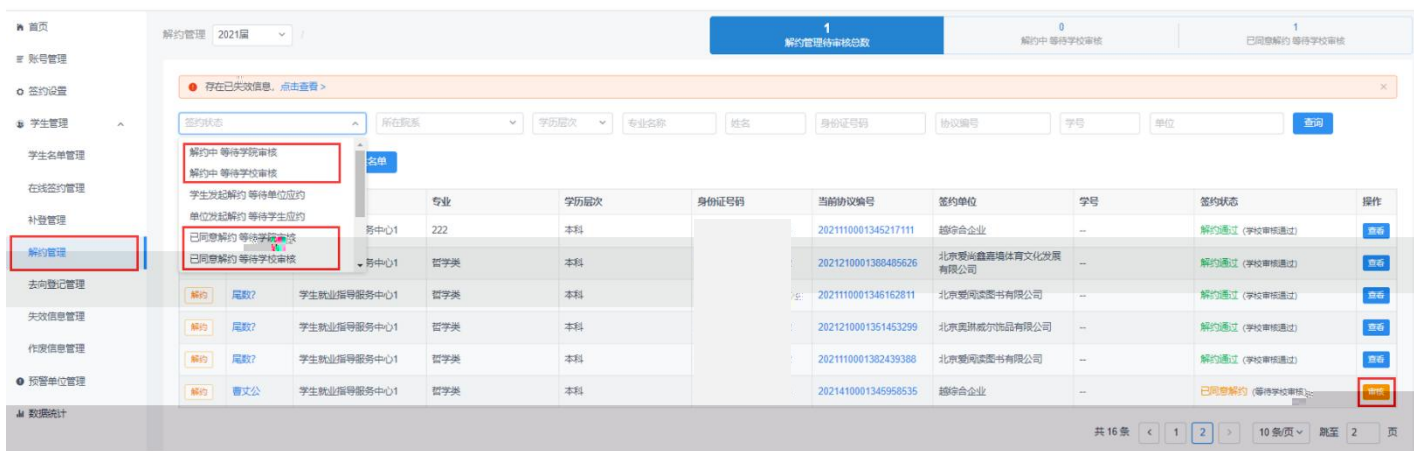 首页
账号管理
签约设置
学生管理
学生名单管理
在线签约管理
补登管理
解约管理
去向登记管理
失效信息管理
作废信息管理
预警单位管理
数据统计
解约管理 2021届 /
1
解约管理待审核总数
0
解约中 等待学校审核
1
已同意解约 等待学校审核
存在已失效信息。点击查看 >
签约状态 所在院系 学历层次 专业名称 姓名 身份证号码 协议编号 学号 单位 查询
解约中 等待学院审核
解约中 等待学校审核
学生发起解约 等待单位应约
单位发起解约 等待学生应约
已同意解约 等待学院审核
已同意解约 等待学校审核
名单
专业 学历层次 身份证号码 当前协议编号 签约单位 学号 签约状态 操作
务中心1 222 本科 2021110001345217111 越综合企业 -- 解约通过 (学校审核通过) 查看
务中心1 哲学类 本科 2021210001388485626 北京爱尚鑫嘉墙体育文化发展有限公司 -- 解约通过 (学校审核通过) 查看
解约 尾数? 学生就业指导服务中心1 哲学类 本科 2021110001346162811 北京爱阅读图书有限公司 -- 解约通过 (学校审核通过) 查看
解约 尾数? 学生就业指导服务中心1 哲学类 本科 2021210001351453299 北京奥琳威尔饰品有限公司 -- 解约通过 (学校审核通过) 查看
解约 尾数? 学生就业指导服务中心1 哲学类 本科 2021110001382439388 北京爱阅读图书有限公司 -- 解约通过 (学校审核通过) 查看
解约 曹丈公 学生就业指导服务中心1 哲学类 本科 2021410001345958535 越综合企业 -- 已同意解约 (等待学校审核) 审核
共 16 条 < 1 2 > 10 条/页 跳至 2 页